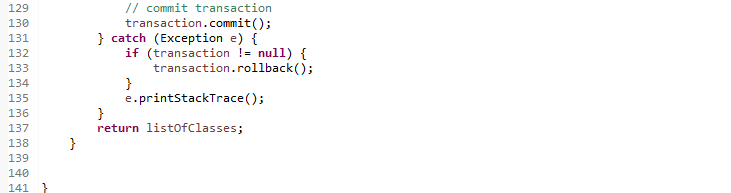 129 // commit transaction
130 transaction.commit();
131 } catch (Exception e) {
132 if (transaction != null) {
133 transaction.rollback();
134 }
135 e.printStackTrace();
136 }
137 return listOfClasses;
138 }
139
140
141 }